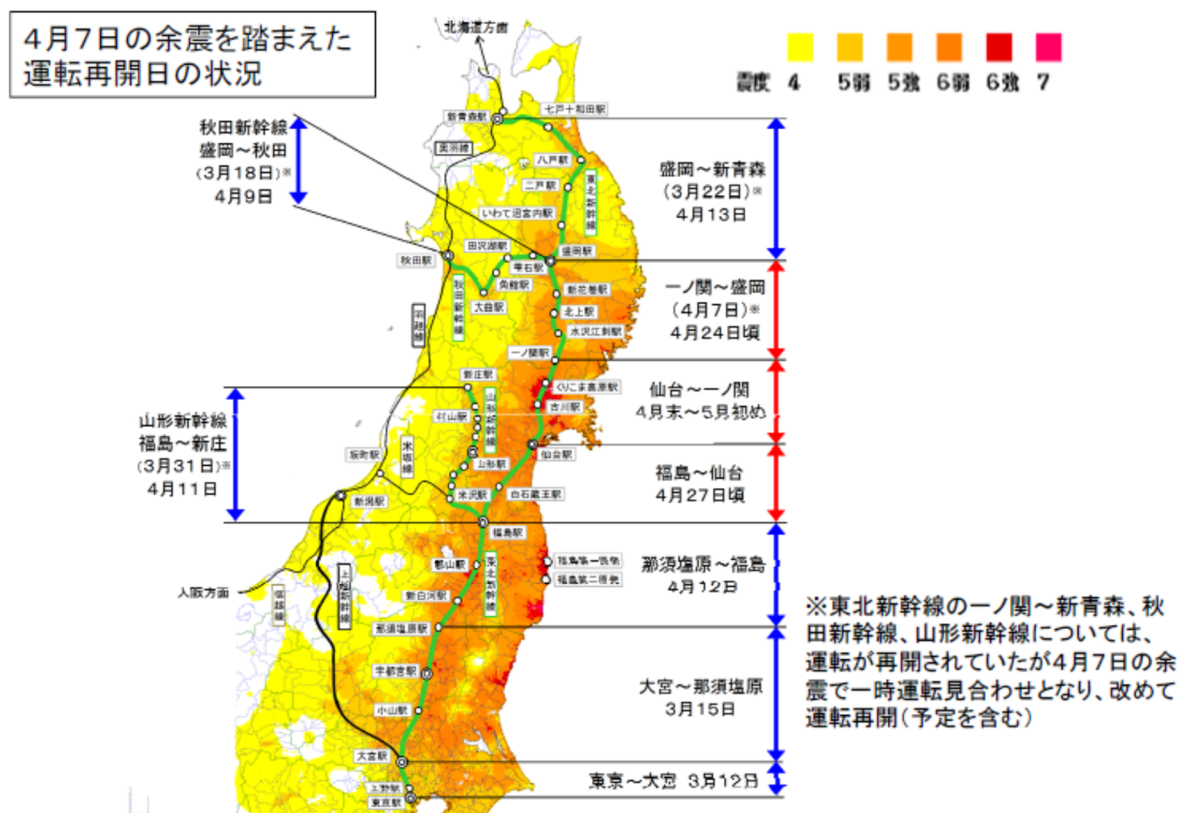 4月7日の余震を踏まえた
運転再開日の状況
北海道方面
震度 4 5弱 5強 6弱 6強 7
七戸十和田駅
新青森駅
秋田新幹線
盛岡～秋田
(3月18日)※
4月9日
奥羽線
八戸駅
二戸駅
東北新幹線
いわて沼宮内駅
盛岡～新青森
(3月22日)※
4月13日
田沢湖駅
盛岡駅
秋田駅
雫石駅
角館駅
大曲駅
秋田新幹線
新花巻駅
北上駅
水沢江刺駅
羽越線
一ノ関駅
一ノ関～盛岡
(4月7日)※
4月24日頃
新庄駅
くりこま高原駅
古川駅
村山駅
山形新幹線
仙台～一ノ関
4月末～5月初め
山形新幹線
福島～新庄
(3月31日)※
4月11日
坂町駅
米坂線
山形駅
仙台駅
米沢駅
白石蔵王駅
新潟駅
福島～仙台
4月27日頃
福島駅
郡山駅
東北新幹線
福島第一原発
福島第二原発
那須塩原～福島
4月12日
新白河駅
大阪方面
信越線
上越新幹線
那須塩原駅
宇都宮駅
小山駅
大宮～那須塩原
3月15日
大宮駅
上野駅
東京駅
東京～大宮 3月12日
※東北新幹線の一ノ関～新青森、秋
田新幹線、山形新幹線については、
運転が再開されていたが4月7日の余
震で一時運転見合わせとなり、改めて
運転再開(予定を含む)